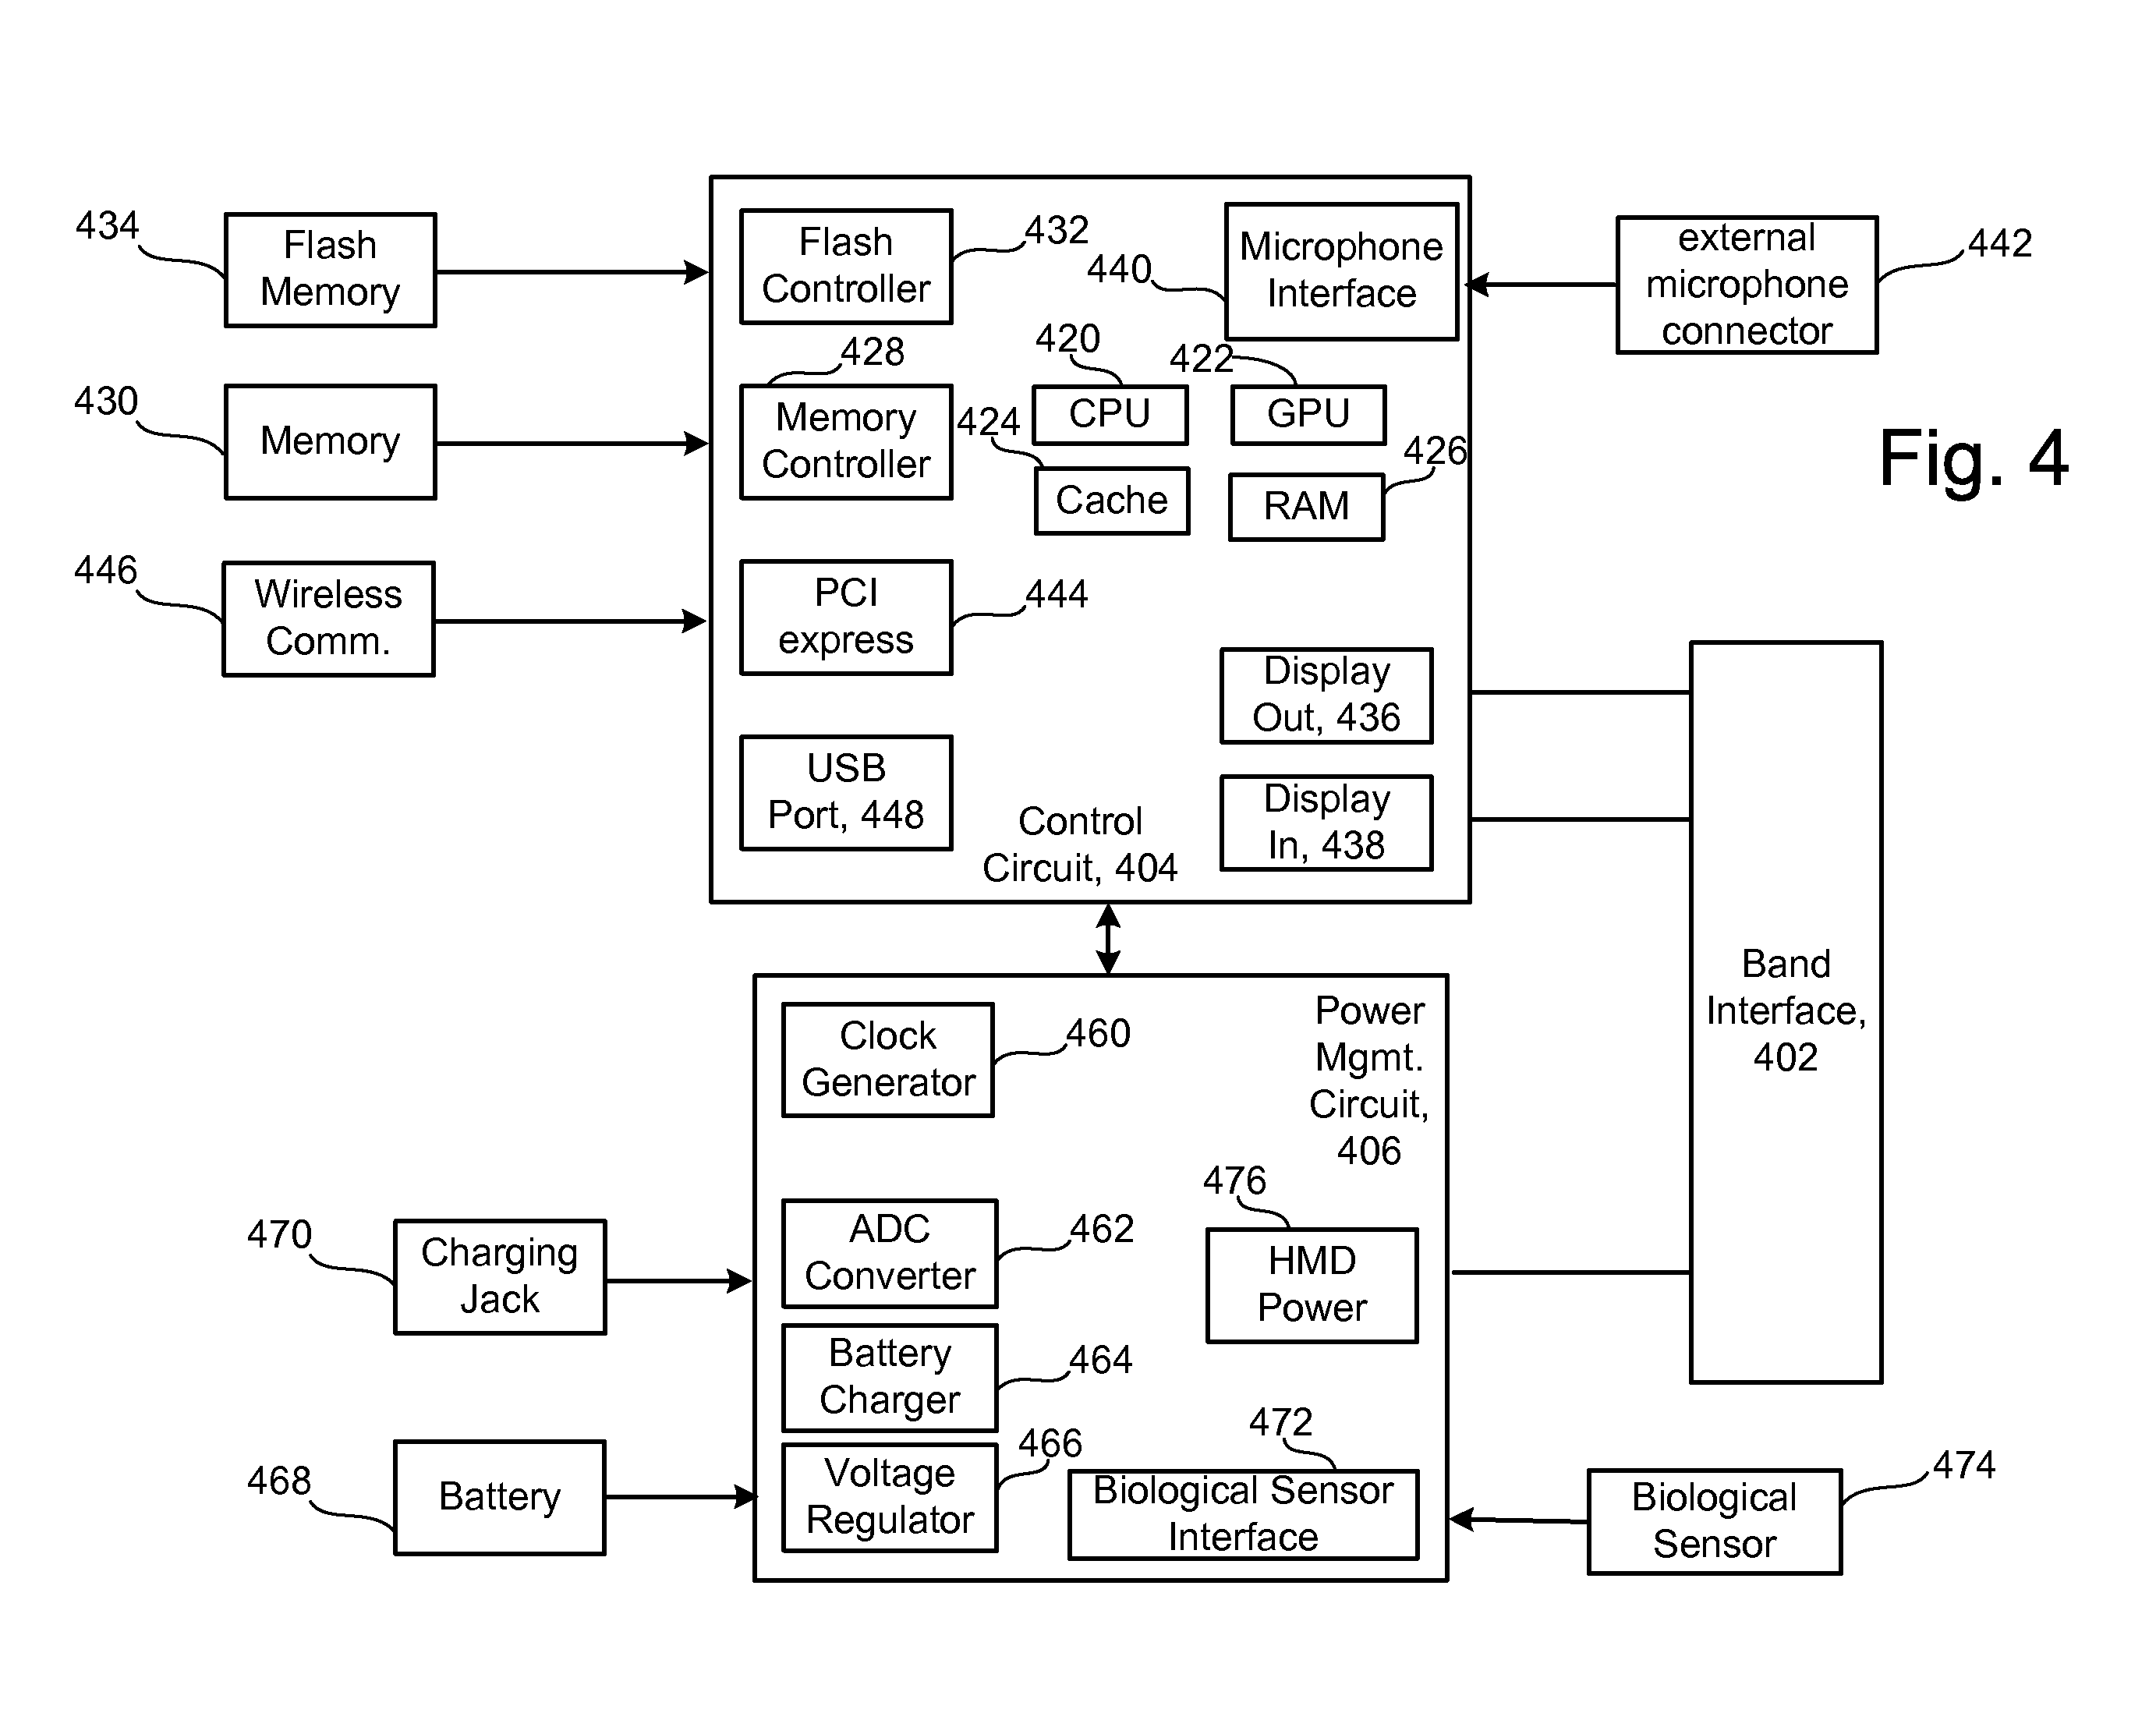 434
Flash
Memory
Flash
Controller
432
440
Microphone
Interface
external
microphone
connector
442
430
Memory
428
Memory
Controller
420
CPU
422
GPU
424
Cache
426
RAM
Fig. 4
446
Wireless
Comm.
PCI
express
444
Display
Out, 436
USB
Port, 448
Display
In, 438
Control
Circuit, 404
Band
Interface,
402
Clock
Generator
460
Power
Mgmt.
Circuit,
406
470
Charging
Jack
ADC
Converter
462
476
HMD
Power
Battery
Charger
464
468
Battery
Voltage
Regulator
466
472
Biological Sensor
Interface
Biological
Sensor
474